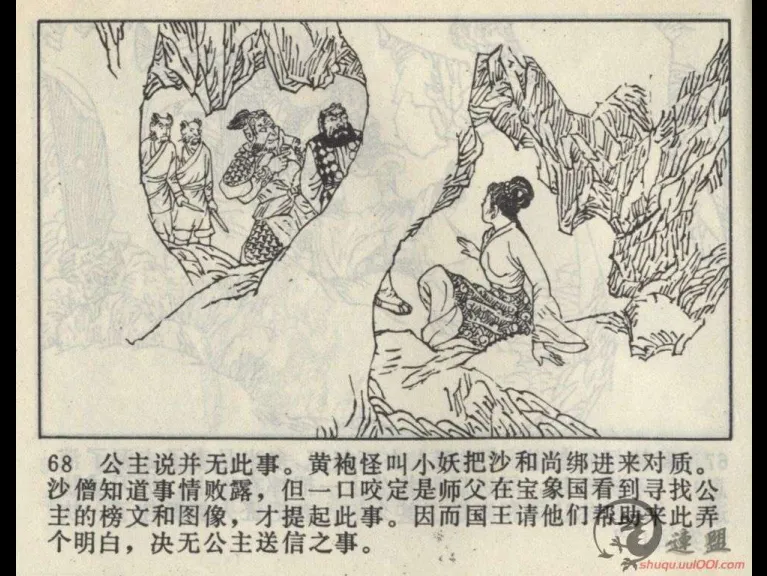 68 公主说并无此事。黄袍怪叫小妖把沙和尚绑进来对质。
沙僧知道事情败露，但一口咬定是师父在宝象国看到寻找公
主的榜文和图像，才提起此事。因而国王请他们帮助来此弄
个明白，决无公主送信之事。
連盟
shuqu.uu1001.com